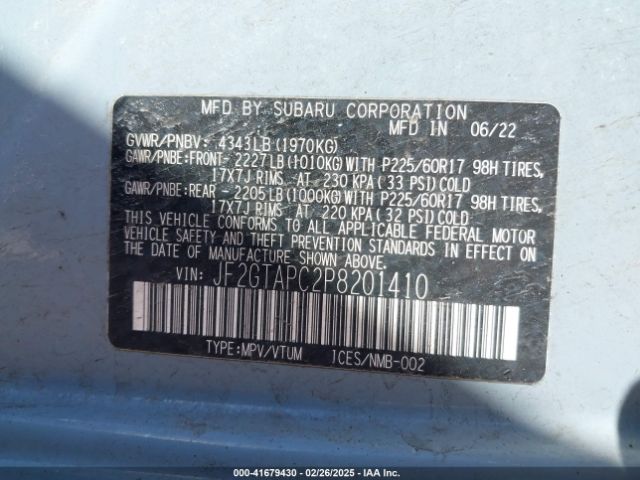 MFD BY SUBARU CORPORATION
MFD IN 06/22
GVWR/PNBV: 4343LB (1970KG)
GAWR/PNBE: FRONT- 2227LB (1010KG) WITH P225/60R17 98H TIRES,
17X7J RIMS AT 230 KPA (33 PSI) COLD
GAWR/PNBE: REAR -2205LB (1000KG) WITH P225/60R17 98H TIRES,
17X7J RIMS AT 220 KPA (32 PSI) COLD
THIS VEHICLE CONFORMS TO ALL APPLICABLE FEDERAL MOTOR
VEHICLE SAFETY AND THEFT PREVENTION STANDARDS IN EFFECT ON THE
DATE OF MANUFACTURE SHOWN ABOVE.
VIN: JF2GTAPC2P8201410
TYPE: MPV/VTUM ICES/NMB-002
000-41679430 - 02/26/2025 - IAAI.COM